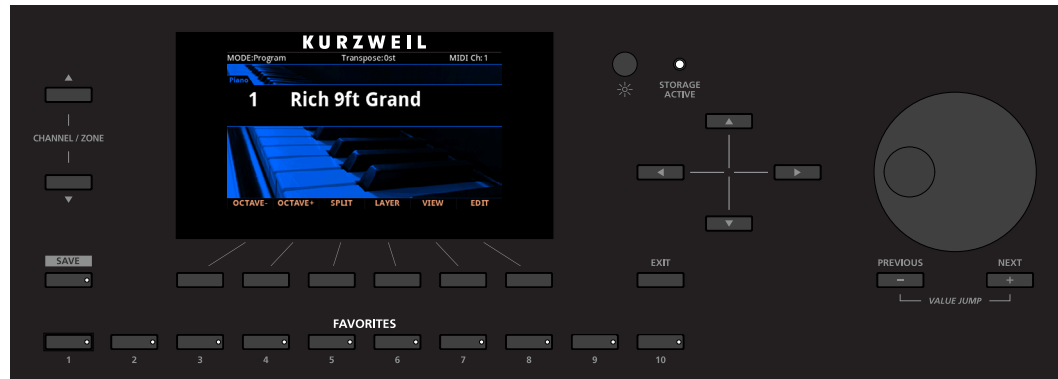 KURZWEIL
MODE:Program Transpose:0st MIDI Ch:1
Piano
1 Rich 9ft Grand
OCTAVE- OCTAVE+ SPLIT LAYER VIEW EDIT
CHANNEL / ZONE
STORAGE
ACTIVE
SAVE
EXIT
PREVIOUS NEXT
- +
VALUE JUMP
FAVORITES
1 2 3 4 5 6 7 8 9 10